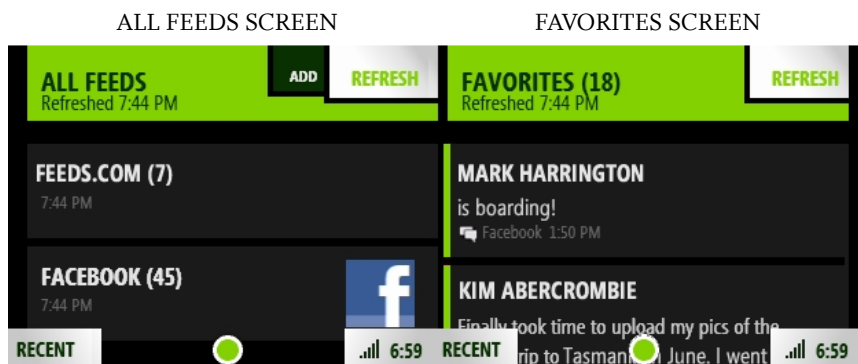 ALL FEEDS SCREEN
ALL FEEDS
Refreshed 7:44 PM
ADD
REFRESH
FEEDS.COM (7)
7:44 PM
FACEBOOK (45)
7:44 PM
f
RECENT
6:59
FAVORITES SCREEN
FAVORITES (18)
Refreshed 7:44 PM
REFRESH
MARK HARRINGTON
is boarding!
Facebook 1:50 PM
KIM ABERCROMBIE
Finally took time to upload my pics of the
rip to Tasman June. I went
RECENT
6:59